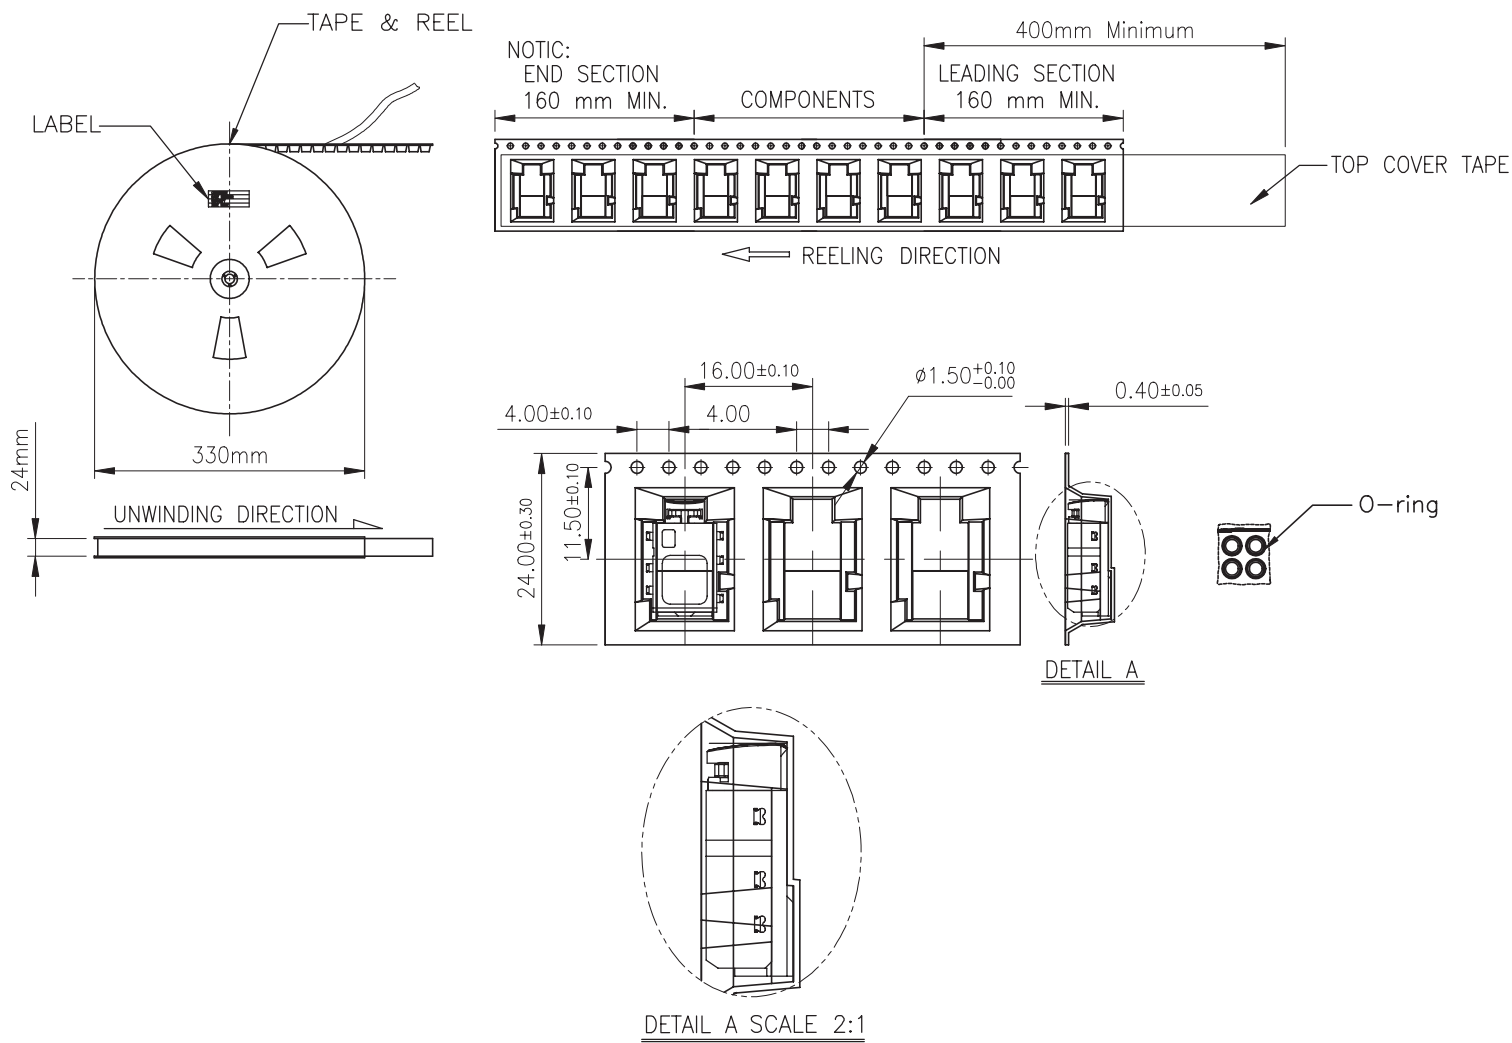 TAPE & REEL
LABEL
330mm
24mm
UNWINDING DIRECTION
NOTIC:
END SECTION
160 mm MIN.
COMPONENTS
LEADING SECTION
160 mm MIN.
400mm Minimum
TOP COVER TAPE
REELING DIRECTION
16.00±0.10
4.00±0.10
4.00
ø1.50+0.10
−0.00
0.40±0.05
24.00±0.30
11.50±0.10
O-ring
DETAIL A
DETAIL A SCALE 2:1